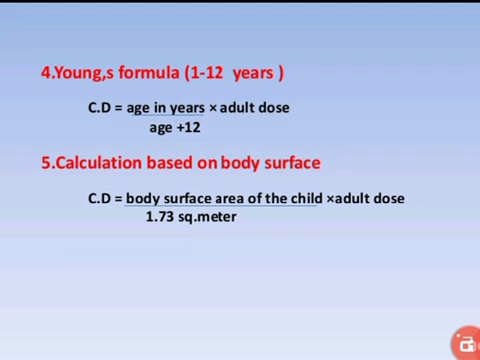 4.Young,s formula (1-12 years )
C.D = age in years × adult dose
age +12
5.Calculation based on body surface
C.D = body surface area of the child ×adult dose
1.73 sq.meter